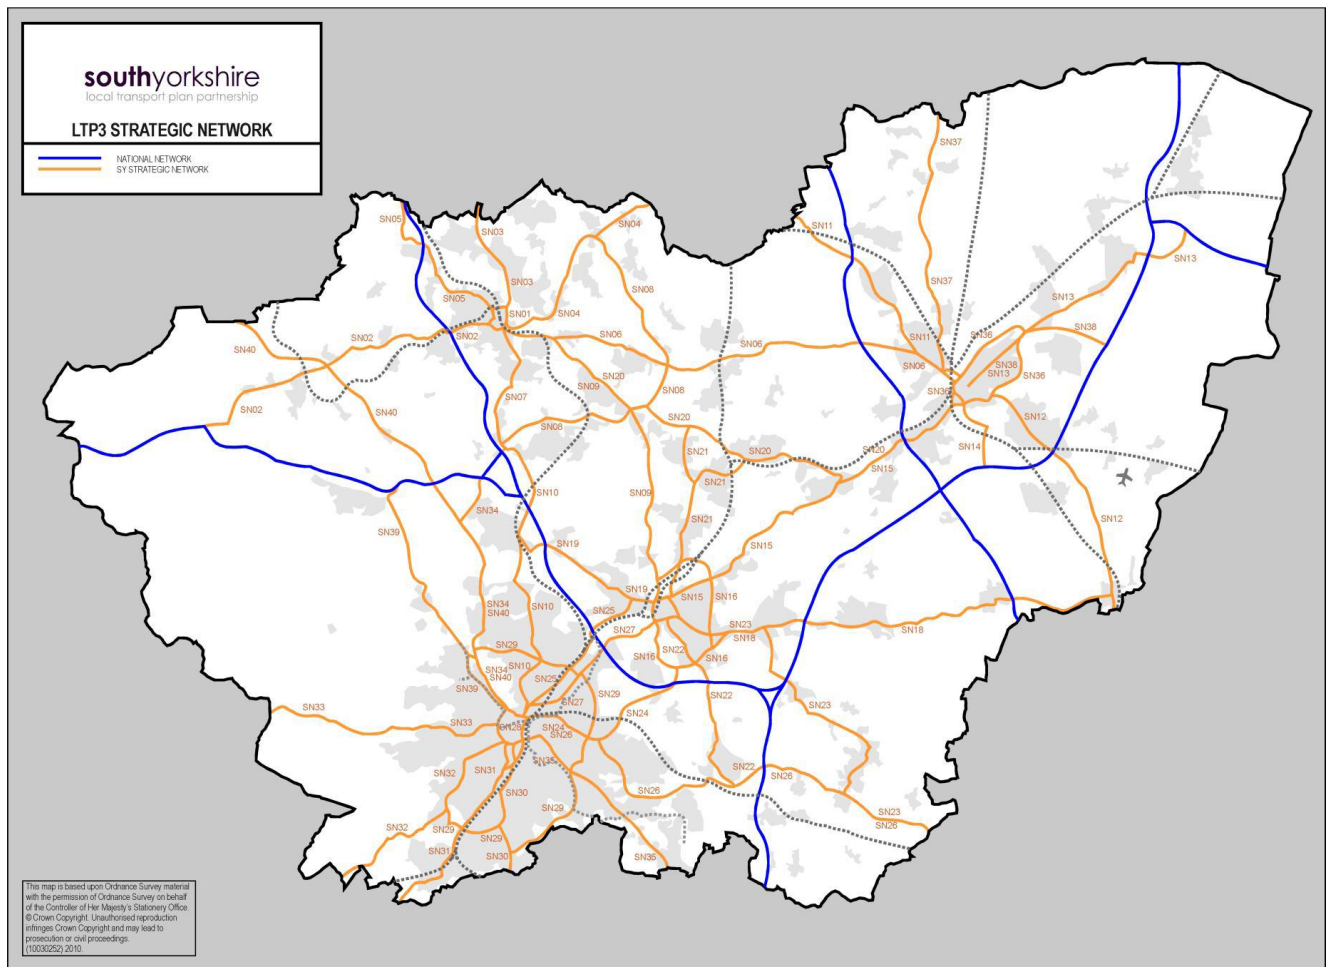 southyorkshire
local transport plan partnership
LTP3 STRATEGIC NETWORK
NATIONAL NETWORK
SY STRATEGIC NETWORK
SN37
SN05
SN03
SN04
SN11
SN13
SN03
SN05
SN08
SN37
SN13
SN01
SN04
SN38
SN40
SN02
SN02
SN06
SN06
SN11
SN36
SN06
SN38
SN13
SN36
SN09
SN20
SN08
SN36
SN02
SN40
SN07
SN08
SN20
SN12
SN21
SN20
SN20
SN14
SN15
SN21
SN10
SN09
SN34
SN21
SN12
SN39
SN19
SN15
SN19
SN15
SN16
SN34
SN40
SN10
SN25
SN27
SN23
SN18
SN18
SN29
SN16
SN22
SN16
SN34
SN40
SN10
SN25
SN39
SN29
SN22
SN27
SN33
SN33
SN24
SN23
SN28
SN24
SN26
SN35
SN32
SN31
SN22
SN26
SN30
SN26
SN29
SN23
SN26
SN32
SN29
SN29
SN31
SN30
SN35
This map is based upon Ordnance Survey material
with the permission of Ordnance Survey on behalf
of the Controller of Her Majesty's Stationery Office.
© Crown Copyright. Unauthorised reproduction
infringes Crown Copyright and may lead to
prosecution or civil proceedings.
(10030252) 2010.